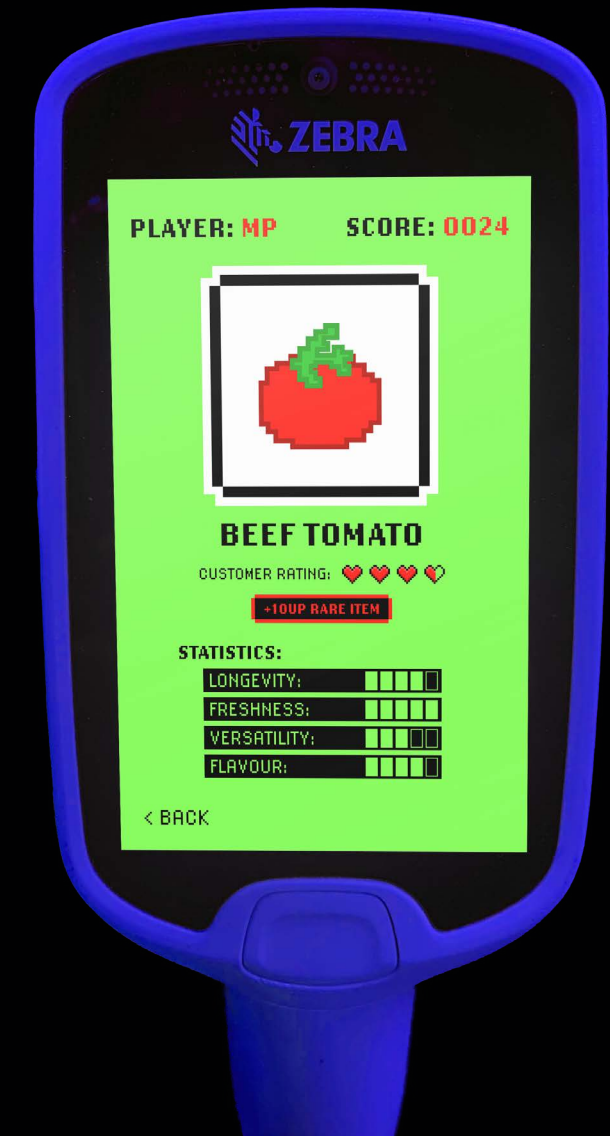 ZEBRA
PLAYER: MP
SCORE: 0024
BEEF TOMATO
CUSTOMER RATING:
+10UP RARE ITEM
STATISTICS:
LONGEVITY:
FRESHNESS:
VERSATILITY:
FLAVOUR:
< BACK